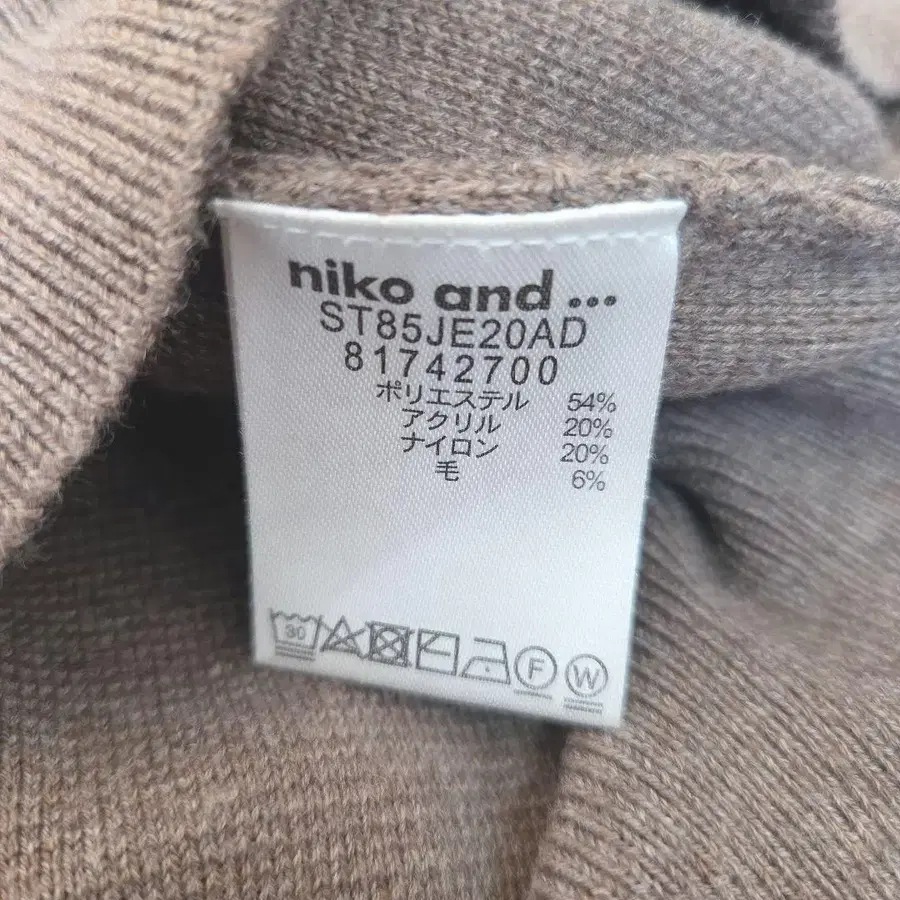 niko and ...
ST85JE20AD
81742700
ポリエステル 54%
アクリル 20%
ナイロン 20%
毛 6%
30 F W